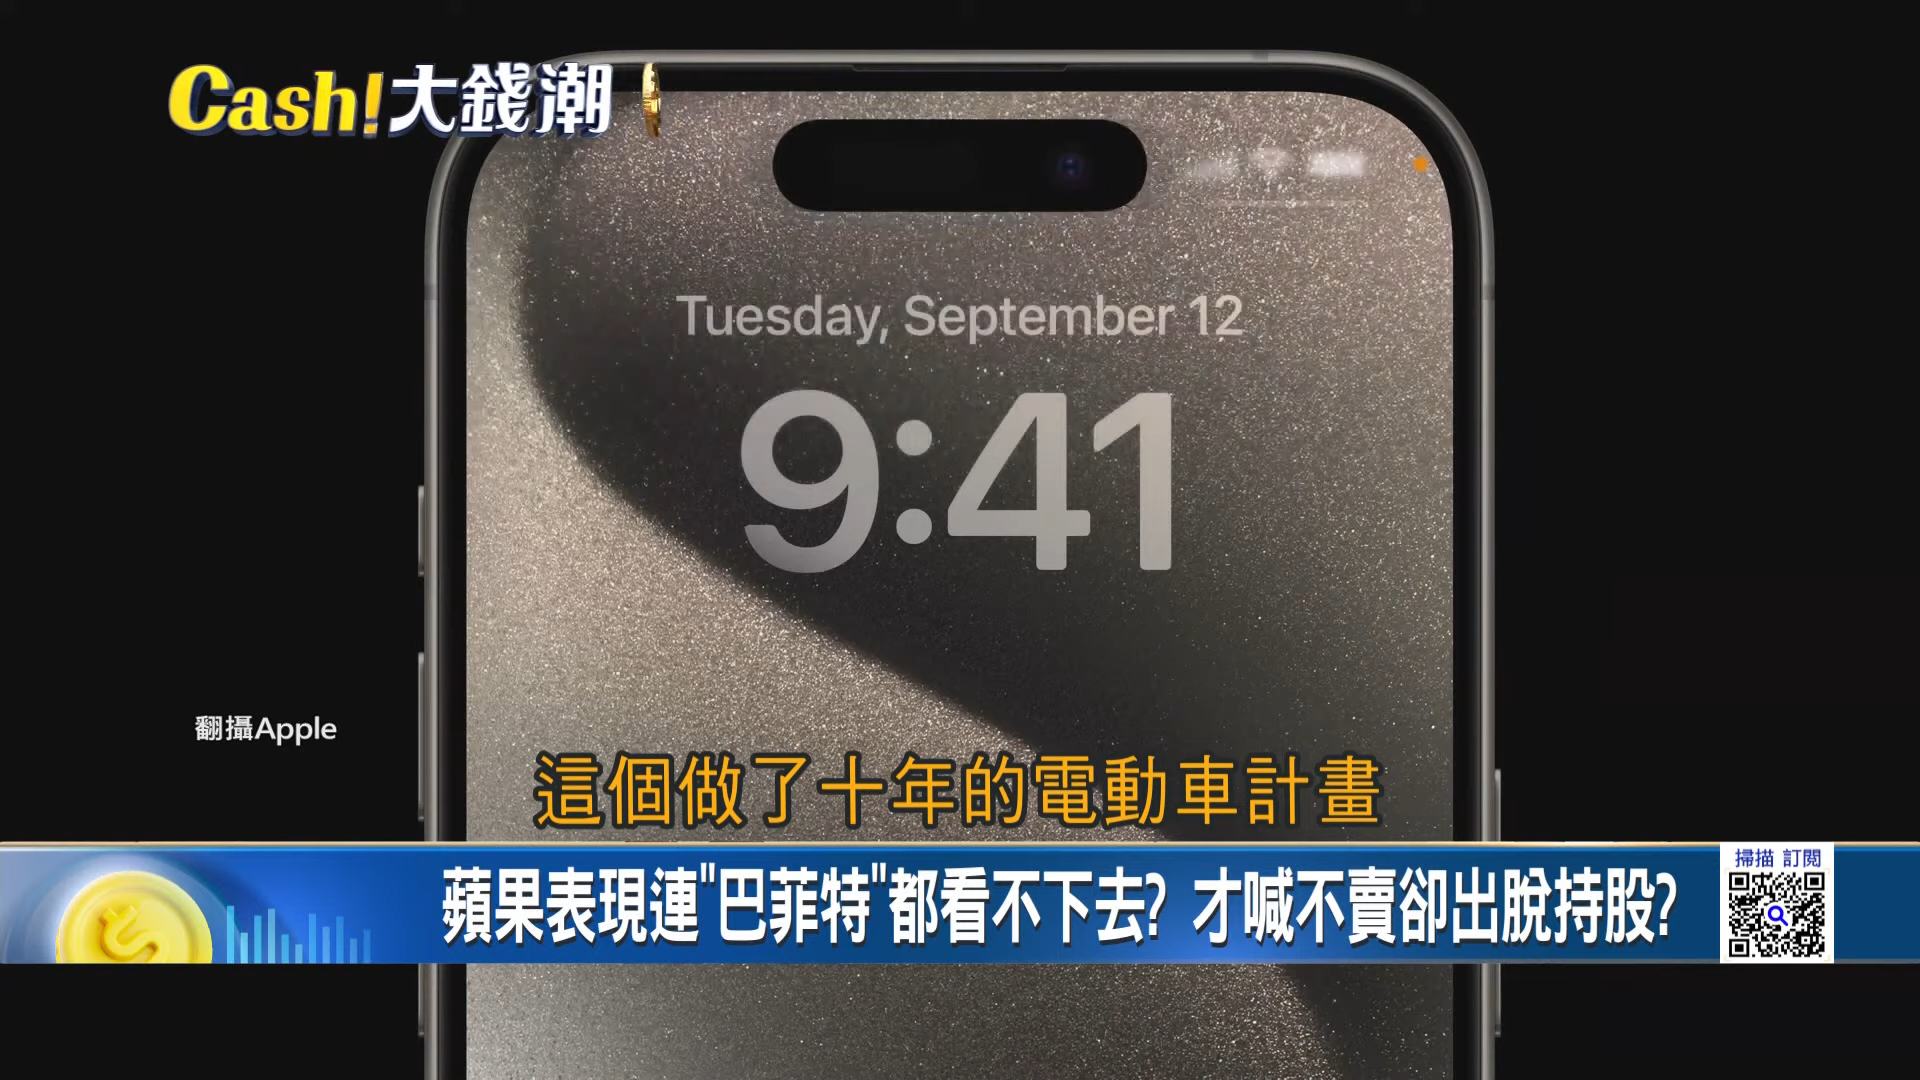 Cash!大錢潮
Tuesday, September 12
9:41
翻攝Apple
這個做了十年的電動車計畫
蘋果表現連"巴菲特"都看不下去? 才喊不賣卻出脫持股?
掃描 訂閱